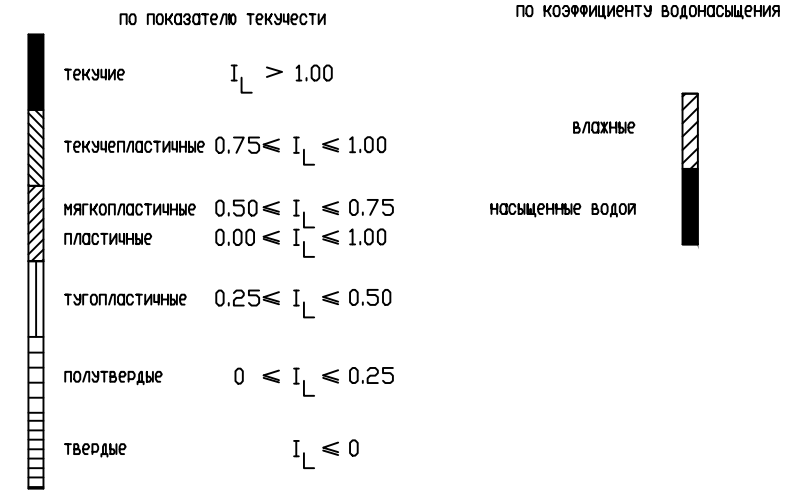 по показателю текучести
текучие I_L > 1.00
текучепластичные 0.75 ⩽ I_L ⩽ 1.00
мягкопластичные 0.50 ⩽ I_L ⩽ 0.75
пластичные 0.00 ⩽ I_L ⩽ 1.00
тугопластичные 0.25 ⩽ I_L ⩽ 0.50
полутвердые 0 ⩽ I_L ⩽ 0.25
твердые I_L ⩽ 0
по коэффициенту водонасыщения
влажные
насыщенные водой